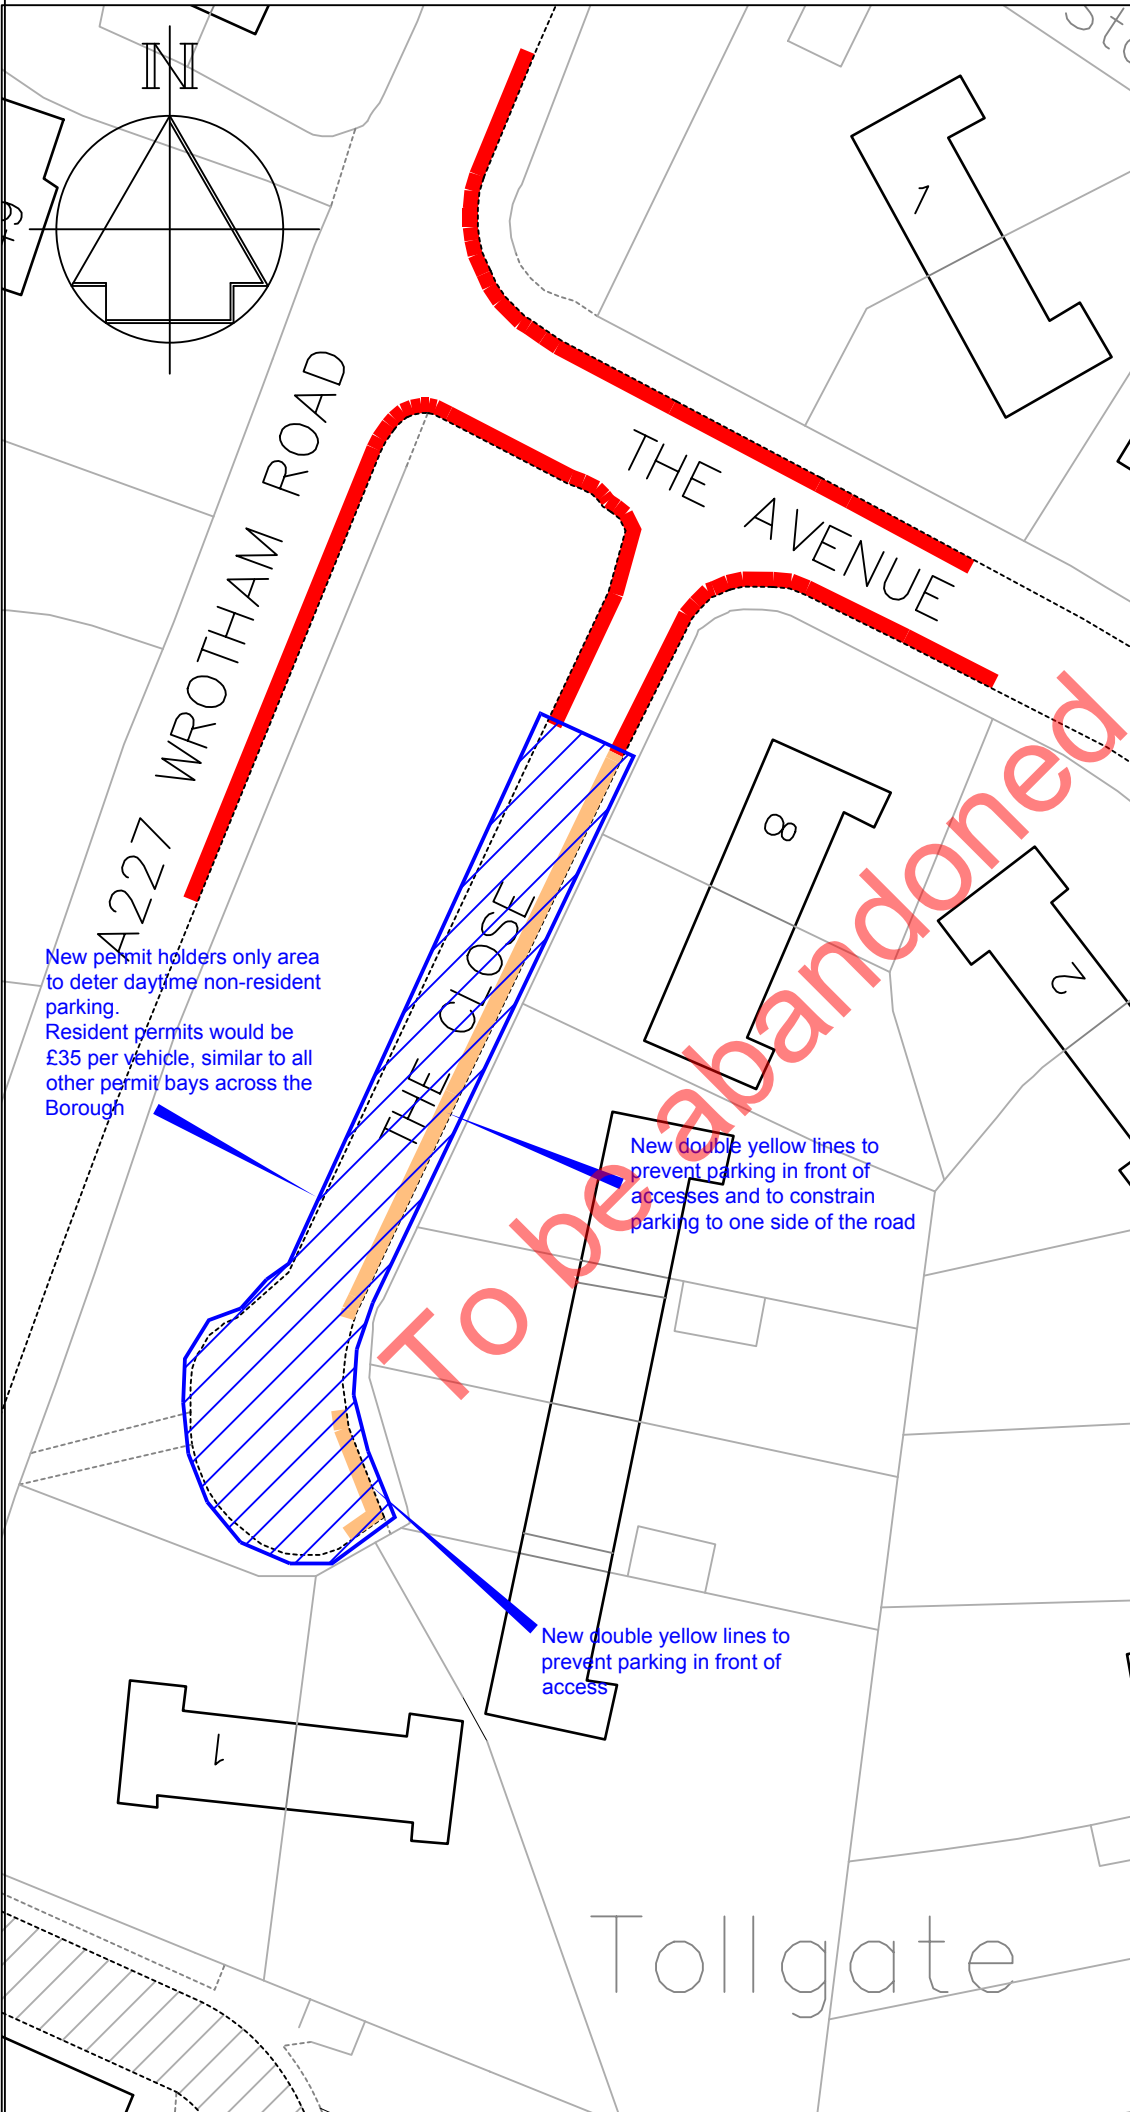 N
1
A227 WROTHAM ROAD
THE AVENUE
8
2
THE CLOSE
New permit holders only area
to deter daytime non-resident
parking.
Resident permits would be
£35 per vehicle, similar to all
other permit bays across the
Borough
New double yellow lines to
prevent parking in front of
accesses and to constrain
parking to one side of the road
To be abandoned
New double yellow lines to
prevent parking in front of
access
1
Tollgate